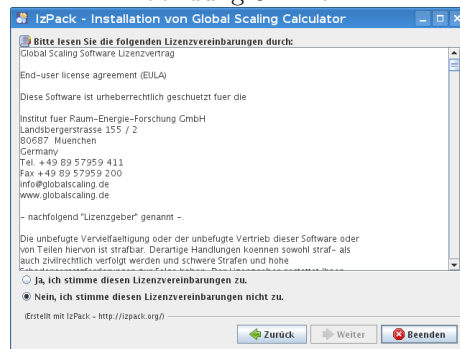 IzPack - Installation von Global Scaling Calculator
Bitte lesen Sie die folgenden Lizenzvereinbarungen durch:
Global Scaling Software Lizenzvertrag
End-user license agreement (EULA)
Diese Software ist urheberrechtlich geschuetzt fuer die
Institut fuer Raum-Energie-Forschung GmbH
Landsbergerstrasse 155 / 2
80687 Muenchen
Germany
Tel. +49 89 57959 411
Fax +49 89 57959 200
info@globalscaling.de
www.globalscaling.de
- nachfolgend "Lizenzgeber" genannt -.
Die unbefugte Vervielfaeltigung oder der unbefugte Vertrieb dieser Software oder
von Teilen hiervon ist strafbar. Derartige Handlungen koennen sowohl straf- als
auch zivilrechtlich verfolgt werden und schwere Strafen und hohe
Ja, ich stimme diesen Lizenzvereinbarungen zu.
Nein, ich stimme diesen Lizenzvereinbarungen nicht zu.
(Erstellt mit IzPack - http://izpack.org/)
Zurück Weiter Beenden